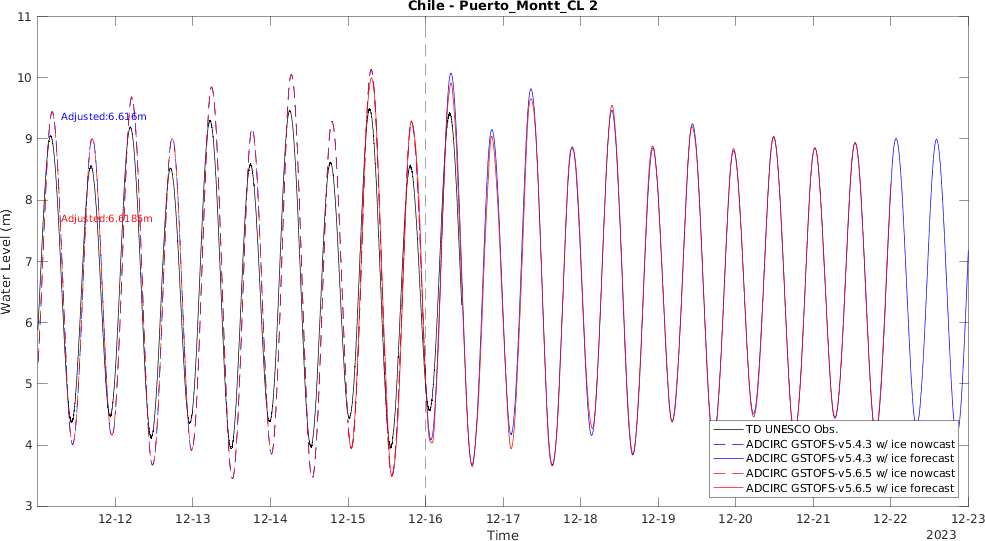 Chile - Puerto_Montt_CL 2
11
10
9
8
7
6
5
4
3
Water Level (m)
Adjusted:6.616m
Adjusted:6.6185m
TD UNESCO Obs.
ADCIRC GSTOFS-v5.4.3 w/ ice nowcast
ADCIRC GSTOFS-v5.4.3 w/ ice forecast
ADCIRC GSTOFS-v5.6.5 w/ ice nowcast
ADCIRC GSTOFS-v5.6.5 w/ ice forecast
12-12 12-13 12-14 12-15 12-16 12-17 12-18 12-19 12-20 12-21 12-22 12-23
Time
2023